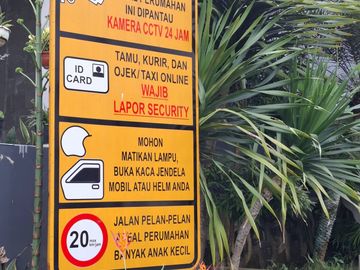 PERUMAHAN
INI DIPANTAU
KAMERA CCTV 24 JAM
ID
CARD
TAMU, KURIR, DAN
OJEK/TAXI ONLINE
WAJIB
LAPOR SECURITY
MOHON
MATIKAN LAMPU,
BUKA KACA JENDELA
MOBIL ATAU HELM ANDA
20
JALAN PELAN-PELAN
PERUMAHAN
BANYAK ANAK KECIL